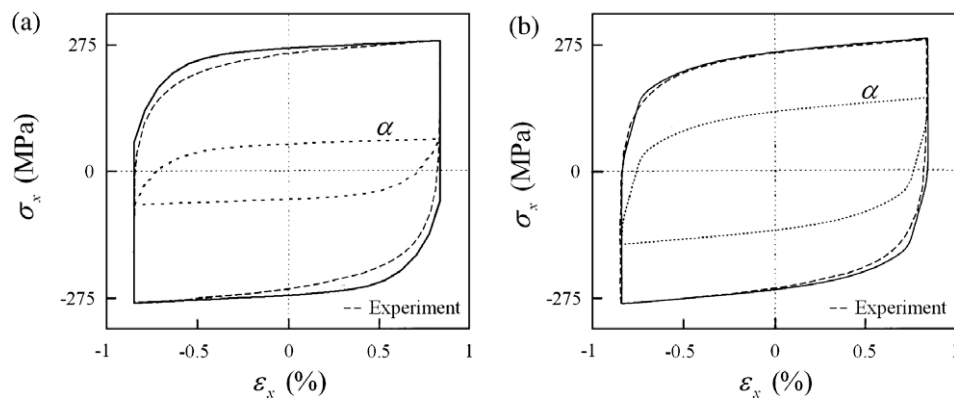 (a)
275
0
-275
σx (MPa)
α
-- Experiment
-1
-0.5
0
0.5
1
εx (%)
(b)
275
0
-275
σx (MPa)
α
-- Experiment
-1
-0.5
0
0.5
1
εx (%)